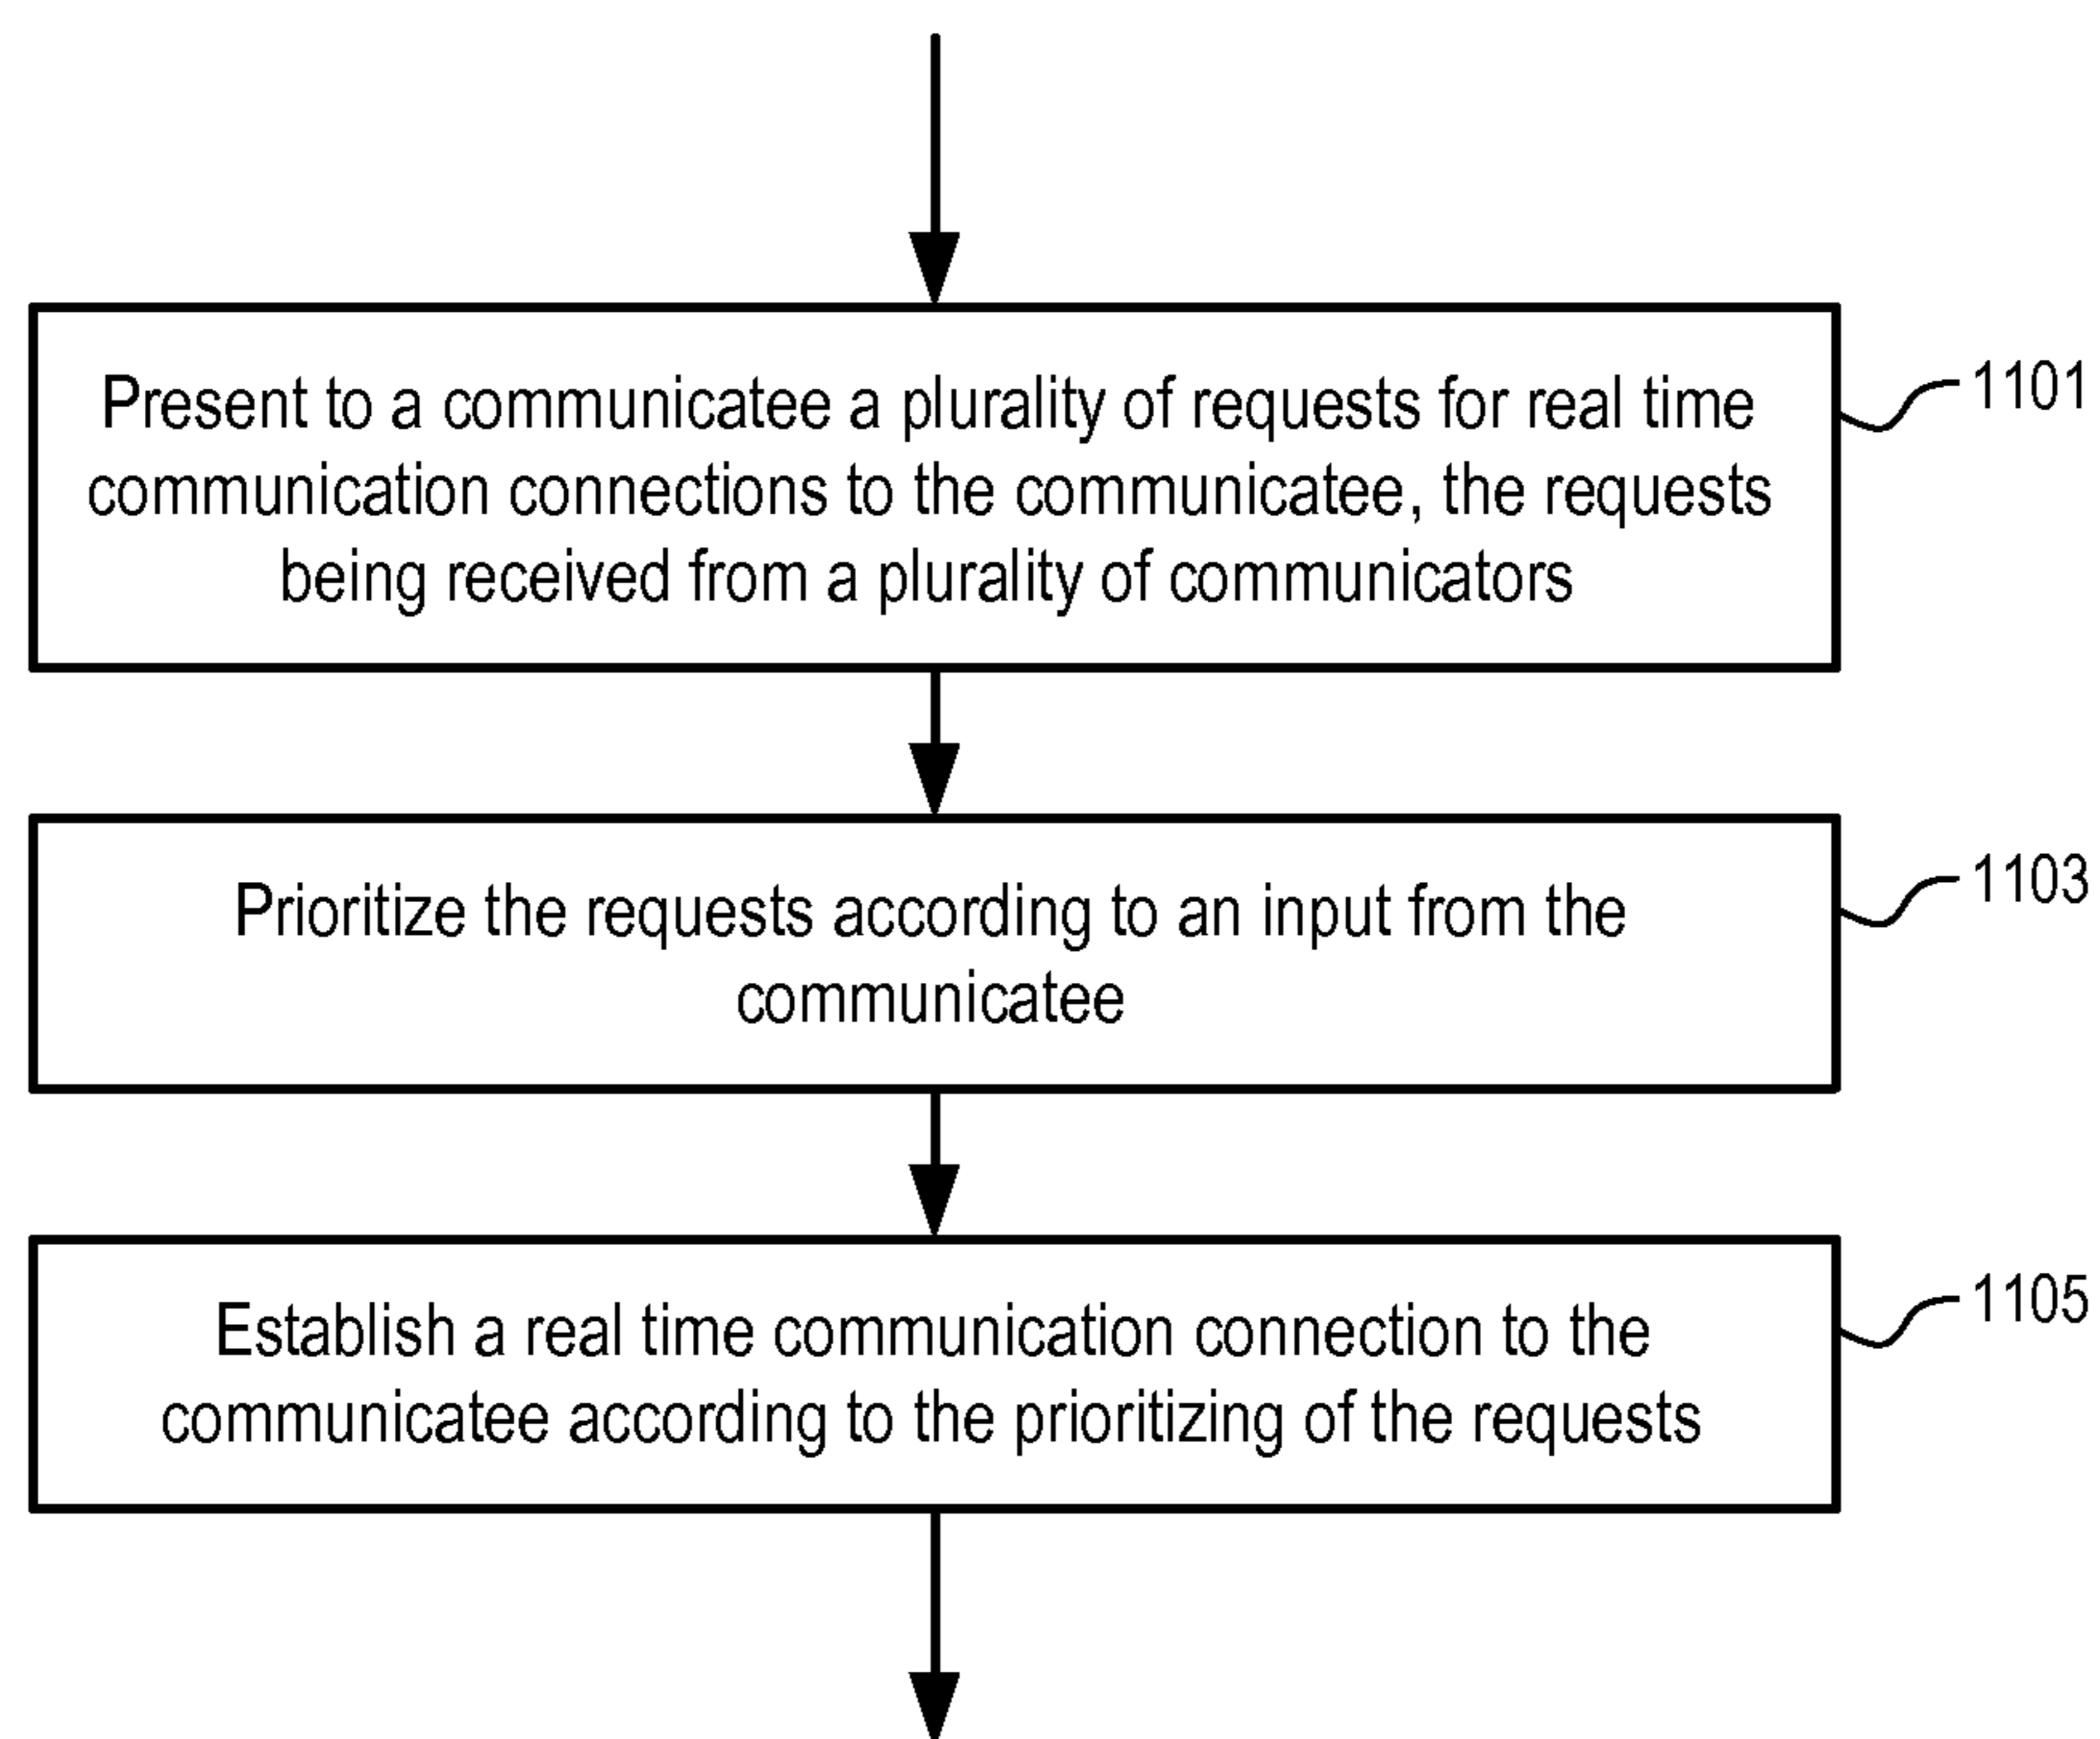 Present to a communicatee a plurality of requests for real time
communication connections to the communicatee, the requests
being received from a plurality of communicators
1101
Prioritize the requests according to an input from the
communicatee
1103
Establish a real time communication connection to the
communicatee according to the prioritizing of the requests
1105